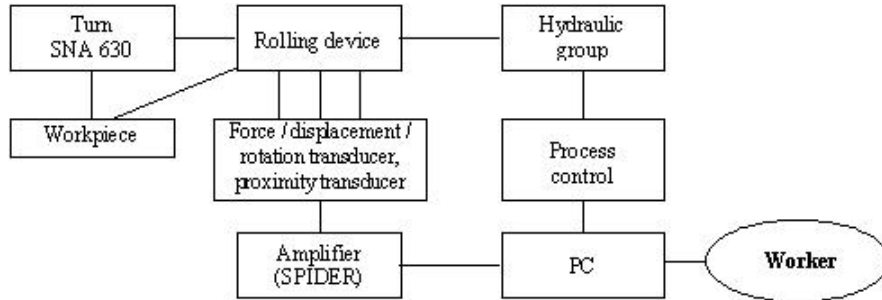 Turn
SNA 630
Rolling device
Hydraulic
group
Workpiece
Force / displacement /
rotation transducer,
proximity transducer
Process
control
Amplifier
(SPIDER)
PC
Worker